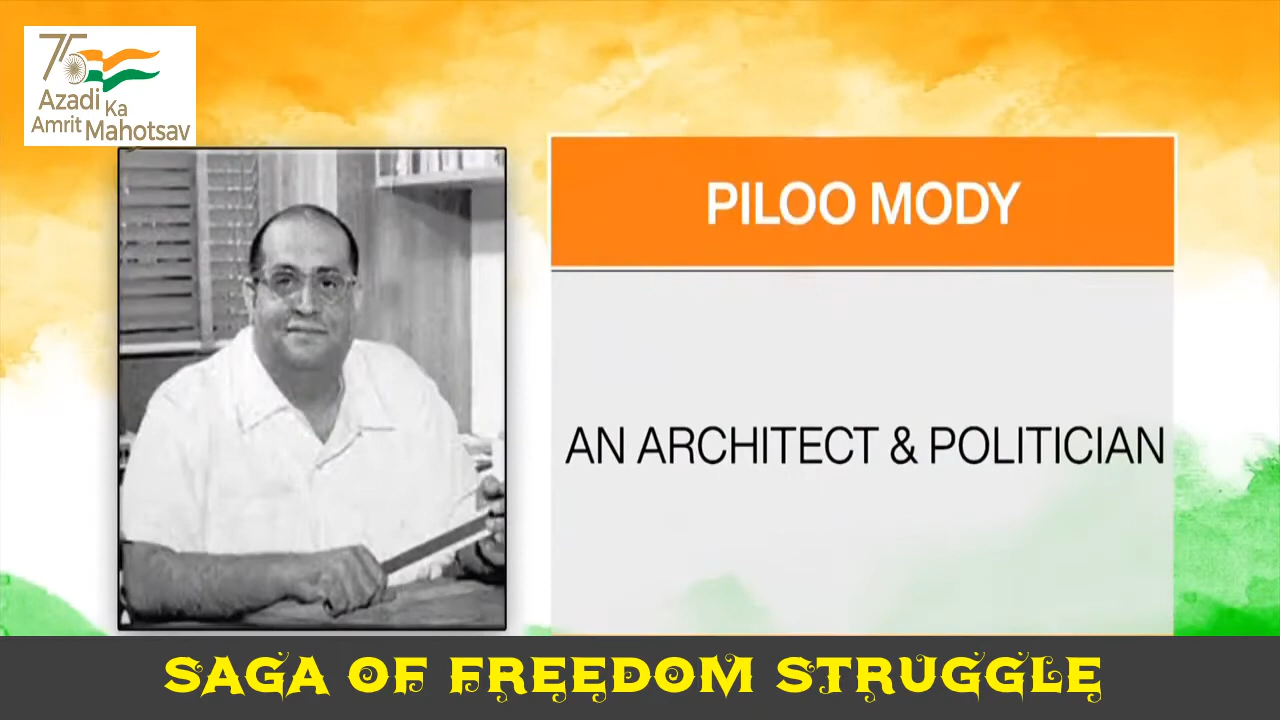 75
Azadi Ka
Amrit Mahotsav
PILOO MODY
AN ARCHITECT & POLITICIAN
SAGA OF FREEDOM STRUGGLE